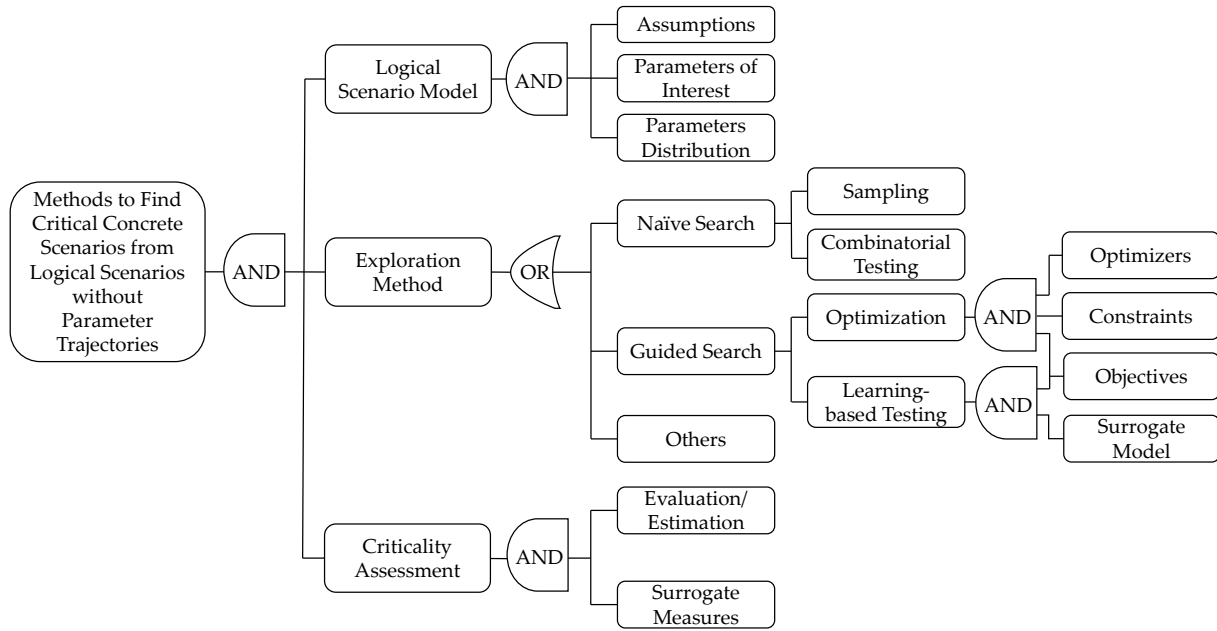 Methods to Find
Critical Concrete
Scenarios from
Logical Scenarios
without
Parameter
Trajectories
AND
Logical
Scenario Model
AND
Assumptions
Parameters of
Interest
Parameters
Distribution
Exploration
Method
OR
Naïve Search
Sampling
Combinatorial
Testing
Guided Search
Optimization
AND
Optimizers
Constraints
Objectives
Learning-
based Testing
AND
Surrogate
Model
Others
Criticality
Assessment
AND
Evaluation/
Estimation
Surrogate
Measures